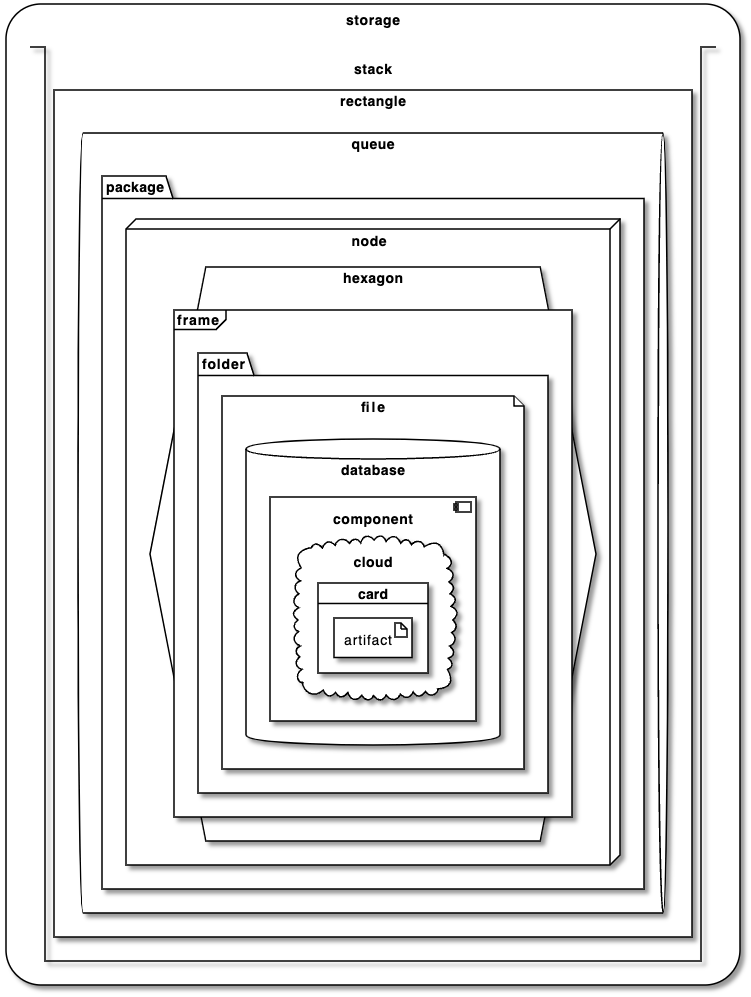 storage
stack
rectangle
queue
package
node
hexagon
frame
folder
file
database
component
cloud
card
artifact